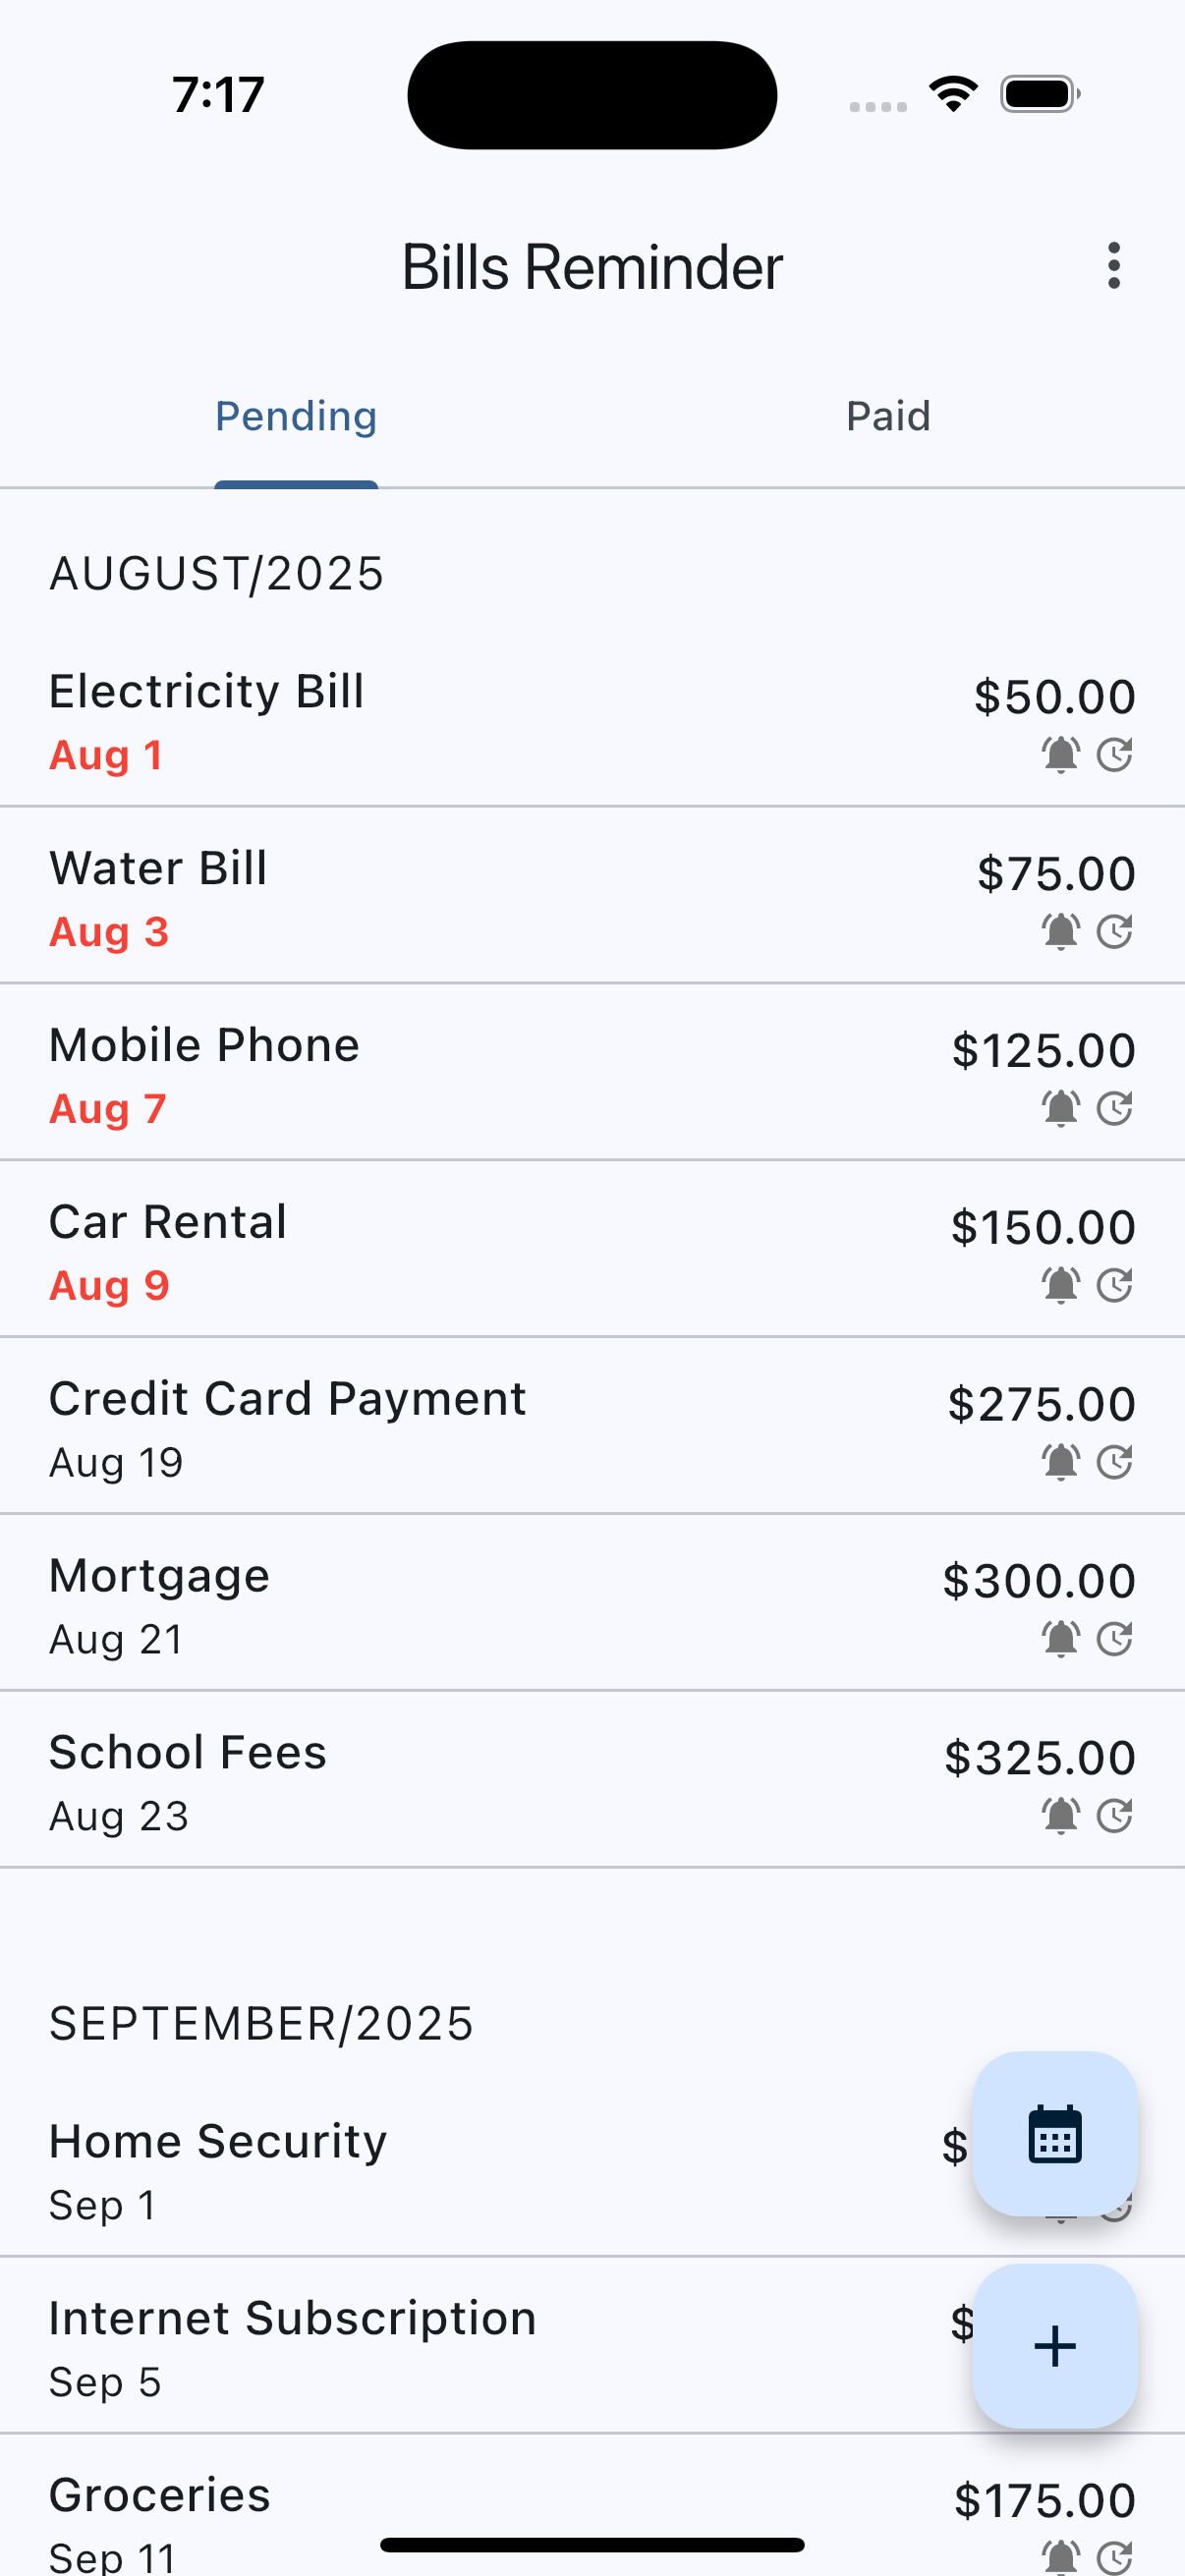 7:17
Bills Reminder
Pending
Paid
AUGUST/2025
Electricity Bill
$50.00
Aug 1
Water Bill
$75.00
Aug 3
Mobile Phone
$125.00
Aug 7
Car Rental
$150.00
Aug 9
Credit Card Payment
$275.00
Aug 19
Mortgage
$300.00
Aug 21
School Fees
$325.00
Aug 23
SEPTEMBER/2025
Home Security
$
Sep 1
Internet Subscription
$
Sep 5
Groceries
$175.00
Sep 11